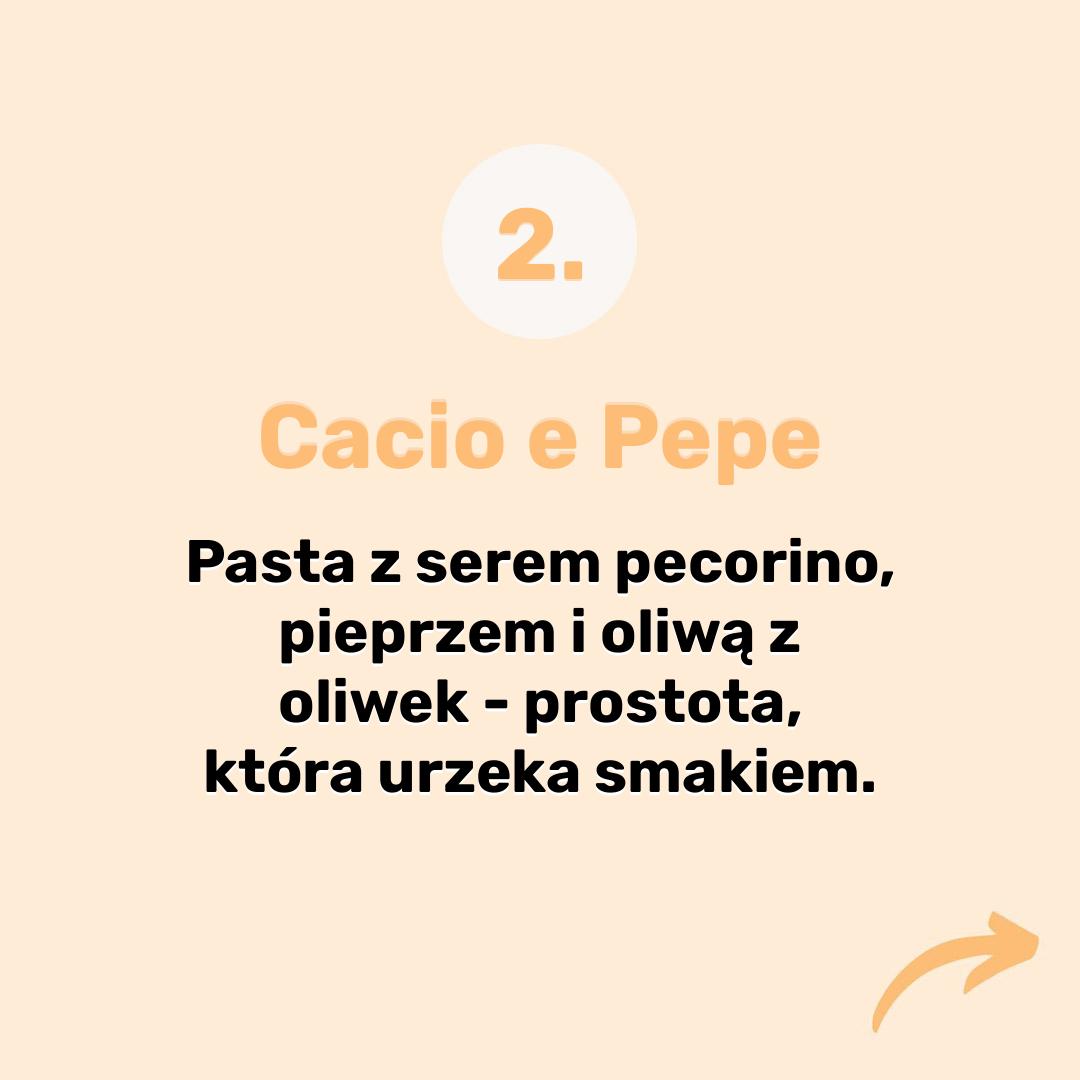 2.
Cacio e Pepe
Pasta z serem pecorino,
pieprzem i oliwą z
oliwek - prostota,
która urzeka smakiem.